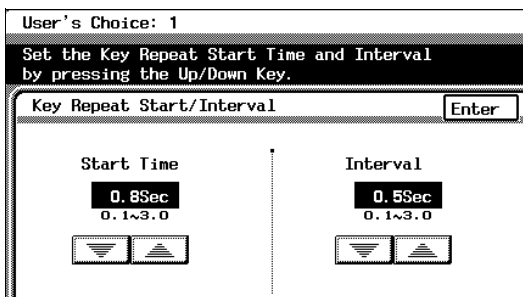 User's Choice: 1
Set the Key Repeat Start Time and Interval
by pressing the Up/Down Key.
Key Repeat Start/Interval
Enter
Start Time
0.8Sec
0.1~3.0
Interval
0.5Sec
0.1~3.0